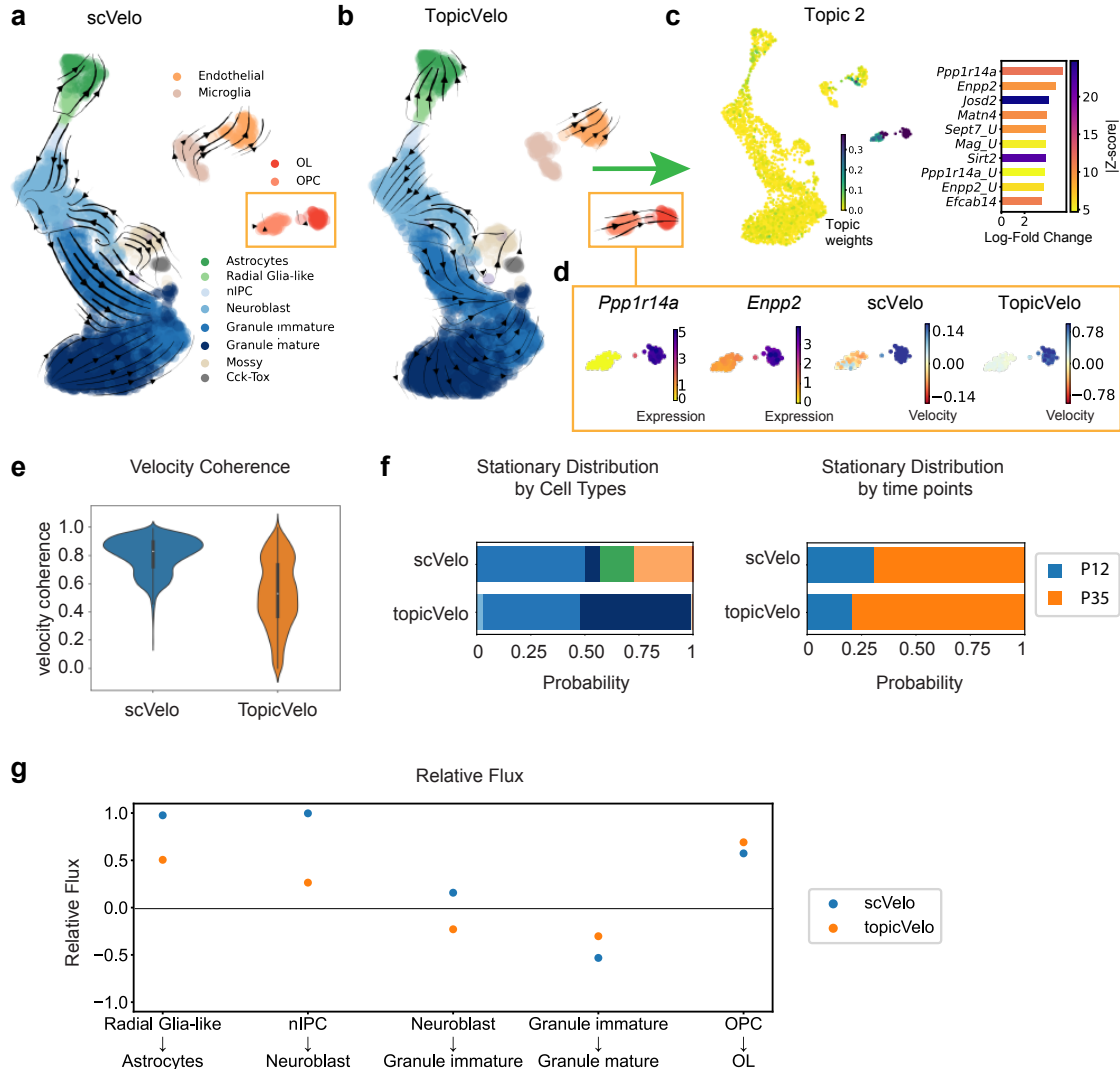 a
scVelo
Endothelial
Microglia
OL
OPC
Astrocytes
Radial Glia-like
nIPC
Neuroblast
Granule immature
Granule mature
Mossy
Cck-Tox
b
TopicVelo
c
Topic 2
0.3
0.2
0.1
0.0
Topic
weights
Ppp1r14a
Enpp2
Josd2
Matn4
Sept7_U
Mag_U
Sirt2
Ppp1r14a_U
Enpp2_U
Efcab14
0 2
Log-Fold Change
20
15
10
5
|Z-score|
d
Ppp1r14a
5
3
1
0
Expression
Enpp2
3
2
1
0
Expression
scVelo
0.14
0.00
−0.14
Velocity
TopicVelo
0.78
0.00
−0.78
Velocity
e
Velocity Coherence
velocity coherence
1.0
0.8
0.6
0.4
0.2
0.0
scVelo TopicVelo
f
Stationary Distribution
by Cell Types
scVelo
topicVelo
0 0.25 0.50 0.75 1
Probability
Stationary Distribution
by time points
scVelo
topicVelo
0 0.25 0.50 0.75 1
Probability
P12
P35
g
Relative Flux
Relative Flux
1.0
0.5
0.0
−0.5
−1.0
Radial Glia-like nIPC Neuroblast Granule immature OPC
↓ ↓ ↓ ↓ ↓
Astrocytes Neuroblast Granule immature Granule mature OL
scVelo
topicVelo